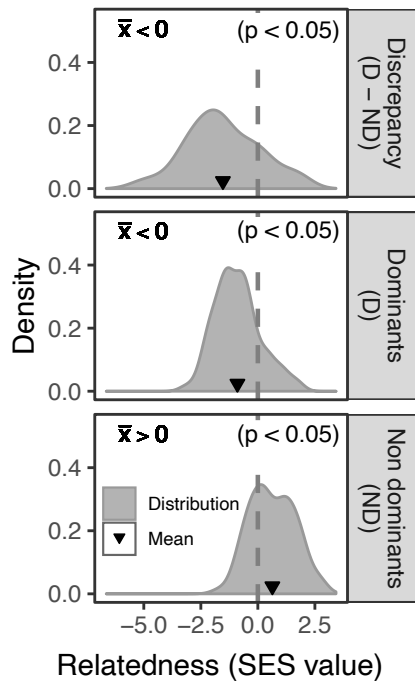 x̅ < 0 (p < 0.05)
0.4
0.2
0.0
Discrepancy
(D − ND)
x̅ < 0 (p < 0.05)
0.4
0.2
0.0
Dominants
(D)
Density
x̅ > 0 (p < 0.05)
0.4
0.2
0.0
Distribution
Mean
Non dominants
(ND)
−5.0 −2.5 0.0 2.5
Relatedness (SES value)